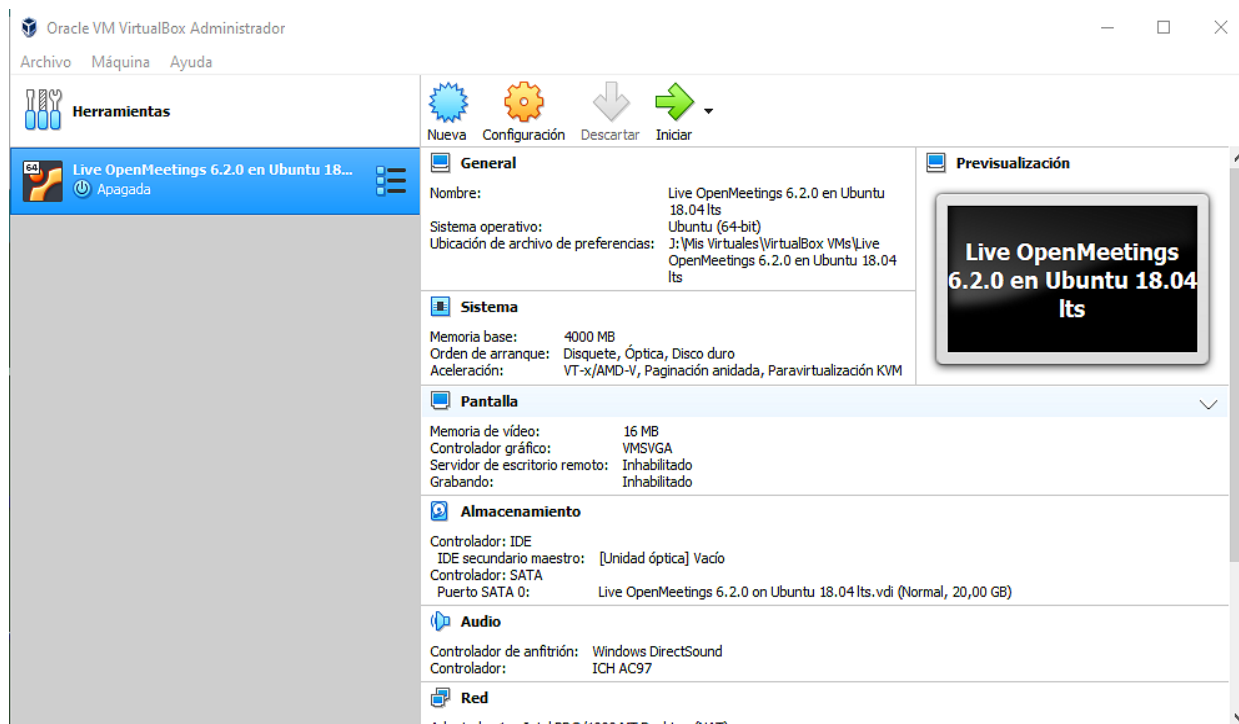 Oracle VM VirtualBox Administrador
Archivo Máquina Ayuda
Herramientas
Nueva Configuración Descartar Iniciar
64
Live OpenMeetings 6.2.0 en Ubuntu 18...
Apagada
General
Nombre: Live OpenMeetings 6.2.0 en Ubuntu
18.04 lts
Sistema operativo: Ubuntu (64-bit)
Ubicación de archivo de preferencias: J:\Mis Virtuales\VirtualBox VMs\Live
OpenMeetings 6.2.0 en Ubuntu 18.04
lts
Previsualización
Live OpenMeetings
6.2.0 en Ubuntu 18.04
lts
Sistema
Memoria base: 4000 MB
Orden de arranque: Disquete, Óptica, Disco duro
Aceleración: VT-x/AMD-V, Paginación anidada, Paravirtualización KVM
Pantalla
Memoria de vídeo: 16 MB
Controlador gráfico: VMSVGA
Servidor de escritorio remoto: Inhabilitado
Grabando: Inhabilitado
Almacenamiento
Controlador: IDE
IDE secundario maestro: [Unidad óptica] Vacío
Controlador: SATA
Puerto SATA 0: Live OpenMeetings 6.2.0 on Ubuntu 18.04 lts.vdi (Normal, 20,00 GB)
Audio
Controlador de anfitrión: Windows DirectSound
Controlador: ICH AC97
Red